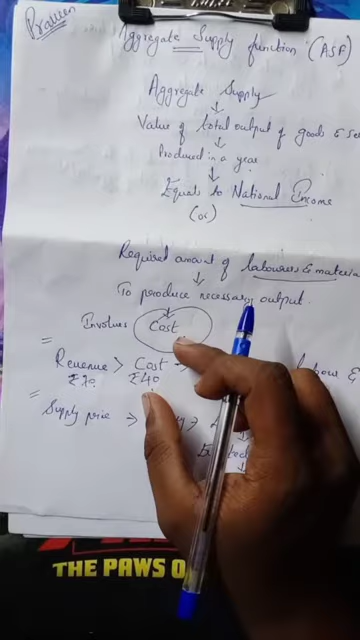 Praveen
Aggregate Supply function (ASF)
Aggregate Supply
↓
Value of total output of goods &
↓
Produced in a year
↓
Equals to National Income
(or)
Required amount of labourers & material
↓
To produce necessary output.
↓
Involves Cost
=
Revenue > Cost → labour &
₹70 ₹40
=
Supply price →
THE PAWS O